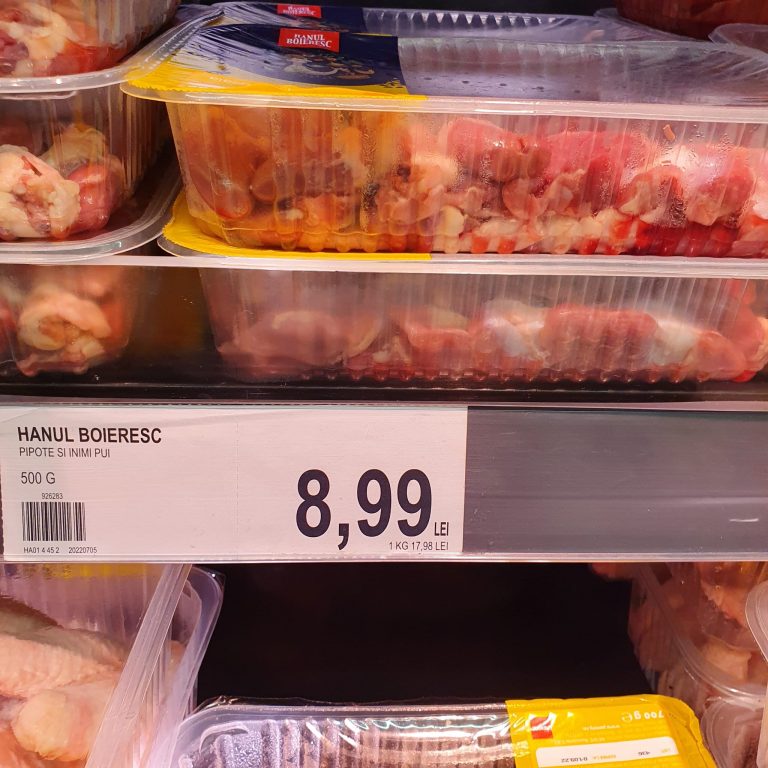 HANUL
BOIERESC
HANUL BOIERESC
PIPOTE SI INIMI PUI
500 G
926283
HA01 4 45 2 20220705
8,99 LEI
1 KG 17,98 LEI
700 g e